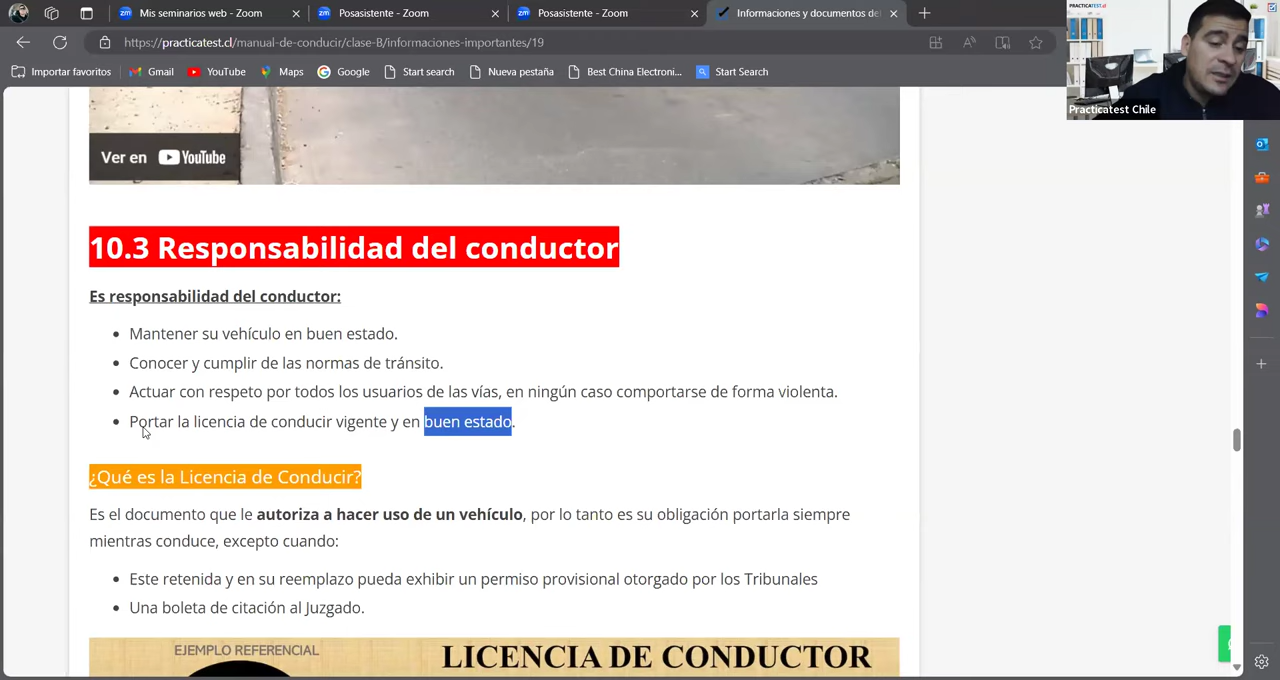 Mis seminarios web - Zoom
Posasistente - Zoom
Posasistente - Zoom
Informaciones y documentos del
https://practicatest.cl/manual-de-conducir/clase-B/informaciones-importantes/19
Importar favoritos
Gmail
YouTube
Maps
Google
Start search
Nueva pestaña
Best China Electroni...
Start Search
PRACTICATEST.cl
Practicatest Chile
Ver en YouTube
10.3 Responsabilidad del conductor
Es responsabilidad del conductor:
Mantener su vehículo en buen estado.
Conocer y cumplir de las normas de tránsito.
Actuar con respeto por todos los usuarios de las vías, en ningún caso comportarse de forma violenta.
Portar la licencia de conducir vigente y en buen estado.
¿Qué es la Licencia de Conducir?
Es el documento que le autoriza a hacer uso de un vehículo, por lo tanto es su obligación portarla siempre
mientras conduce, excepto cuando:
Este retenida y en su reemplazo pueda exhibir un permiso provisional otorgado por los Tribunales
Una boleta de citación al Juzgado.
EJEMPLO REFERENCIAL
LICENCIA DE CONDUCTOR